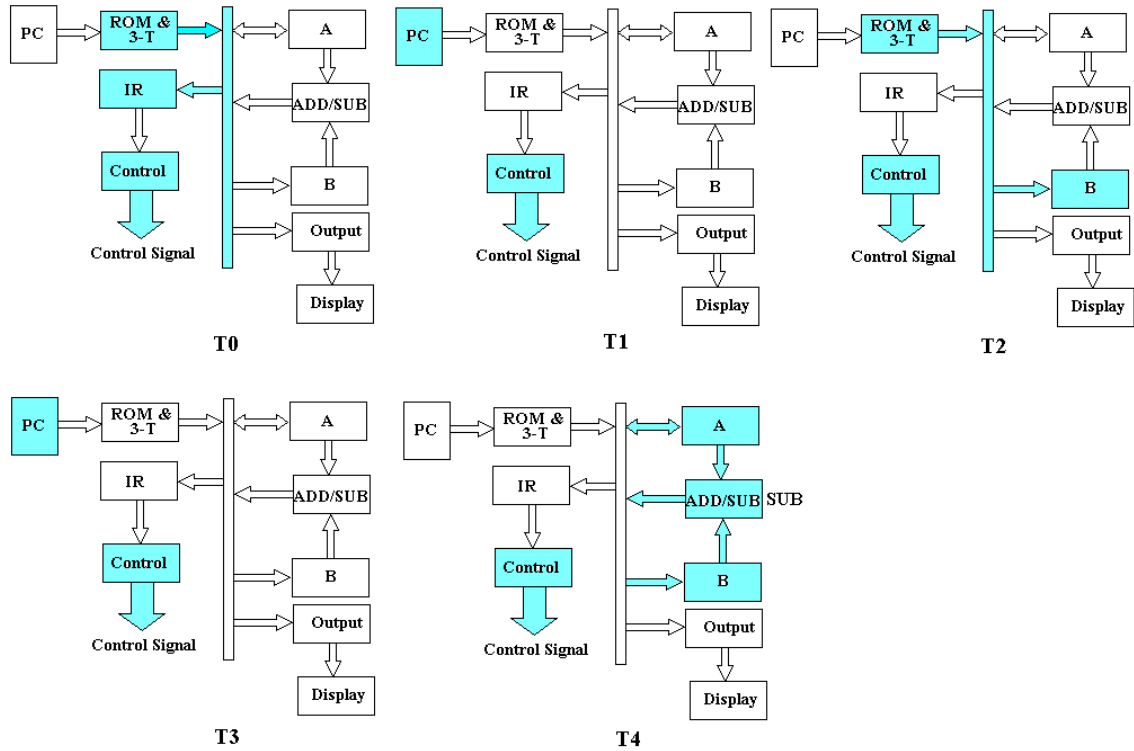 PC
ROM &
3-T
A
IR
ADD/SUB
Control
B
Output
Control Signal
Display
T0
PC
ROM &
3-T
A
IR
ADD/SUB
Control
B
Output
Control Signal
Display
T1
PC
ROM &
3-T
A
IR
ADD/SUB
Control
B
Output
Control Signal
Display
T2
PC
ROM &
3-T
A
IR
ADD/SUB
Control
B
Output
Control Signal
Display
T3
PC
ROM &
3-T
A
IR
ADD/SUB SUB
Control
B
Output
Control Signal
Display
T4